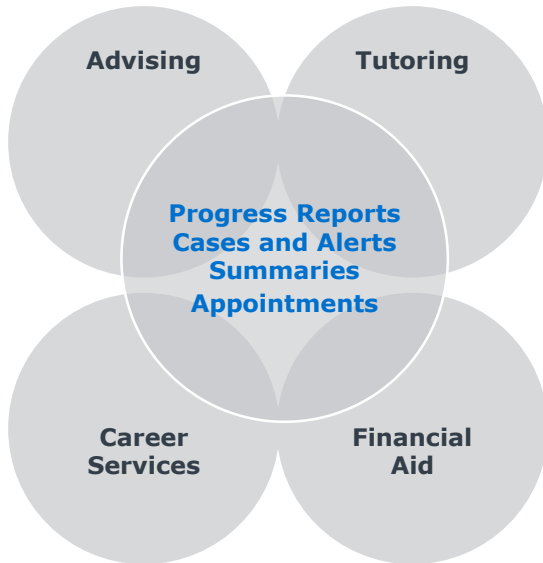 Advising
Tutoring
Progress Reports
Cases and Alerts
Summaries
Appointments
Career
Services
Financial
Aid